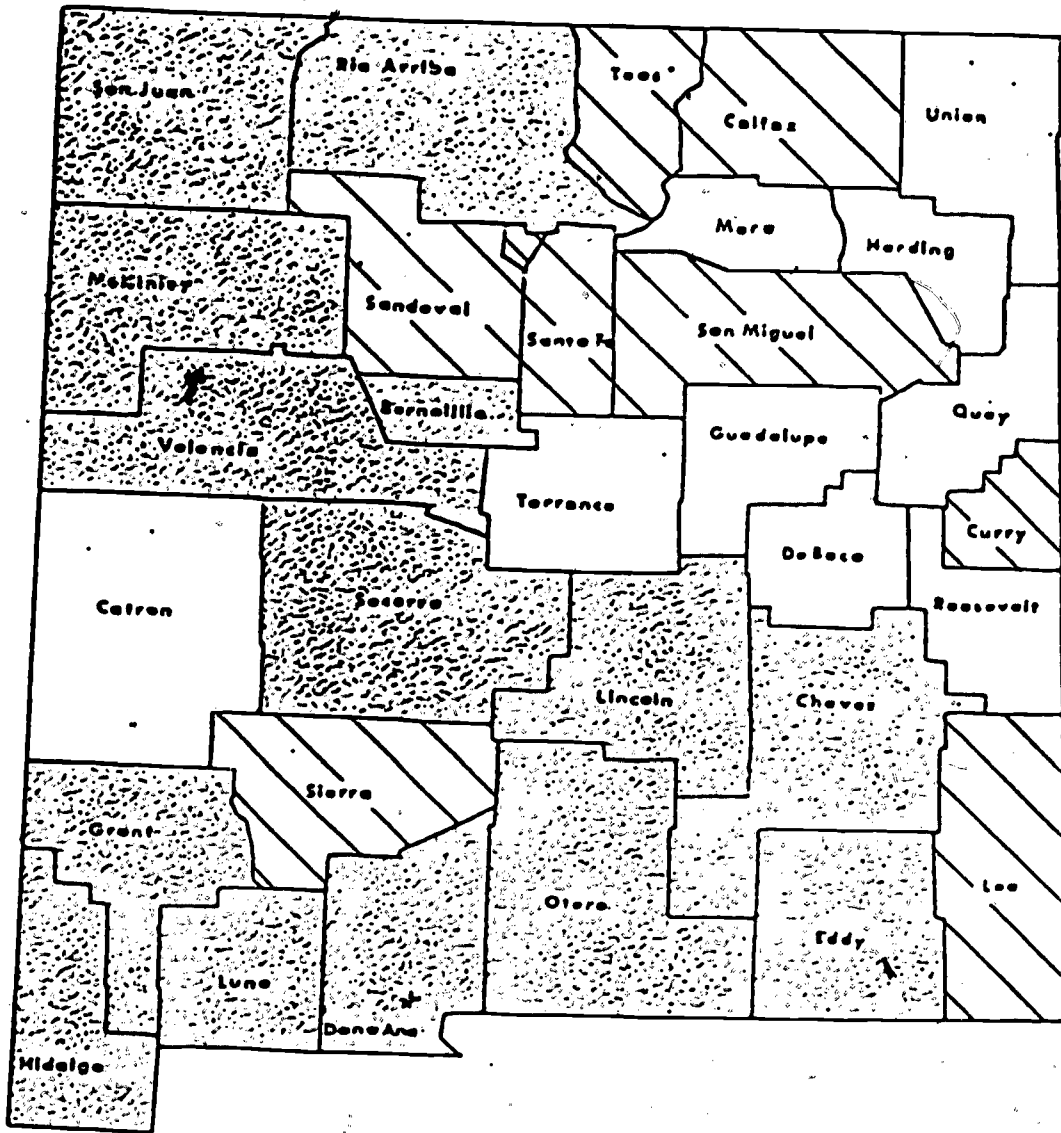 San Juan
Rio Arriba
Taos
Colfax
Union
Mora
Harding
McKinley
Sandoval
Santa Fe
San Miguel
Bernalillo
Quay
Guadalupe
Valencia
Torrance
Curry
De Baca
Catron
Socorro
Roosevelt
Lincoln
Chaves
Sierra
Grant
Otero
Lea
Eddy
Luna
Dona Ana
Hidalgo